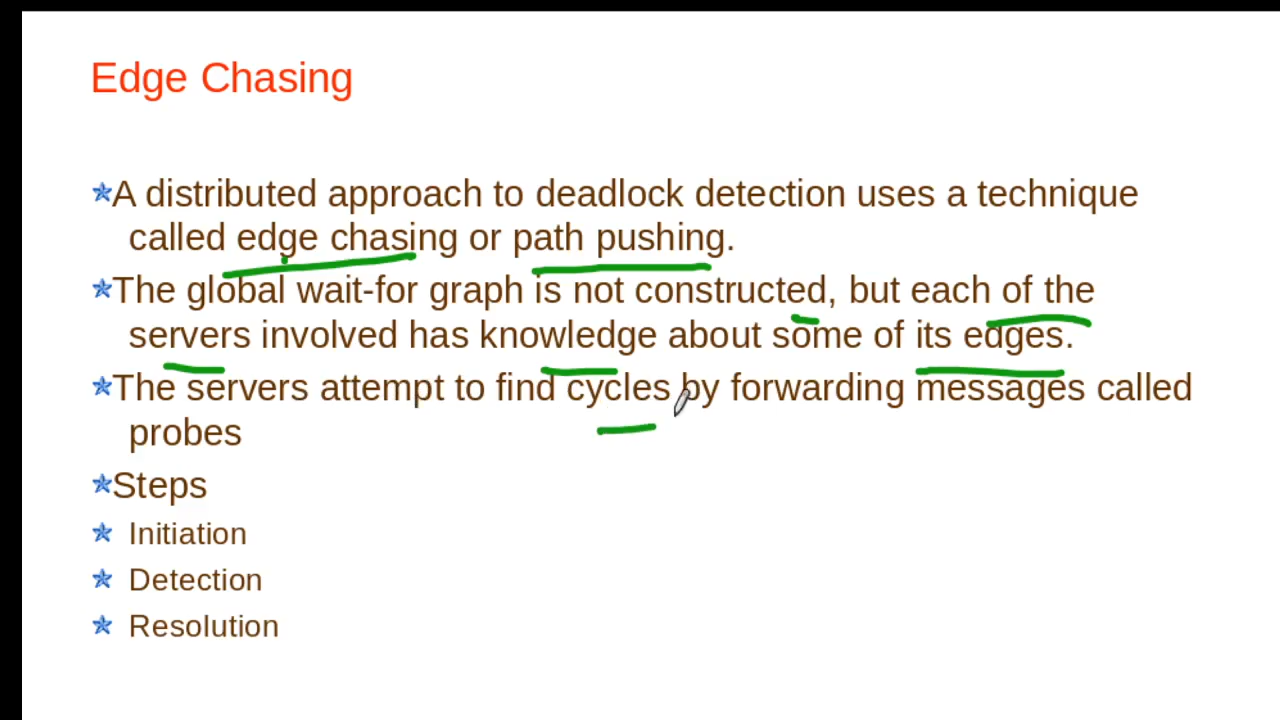 Edge Chasing
A distributed approach to deadlock detection uses a technique
called edge chasing or path pushing.
The global wait-for graph is not constructed, but each of the
servers involved has knowledge about some of its edges.
The servers attempt to find cycles by forwarding messages called
probes
Steps
Initiation
Detection
Resolution